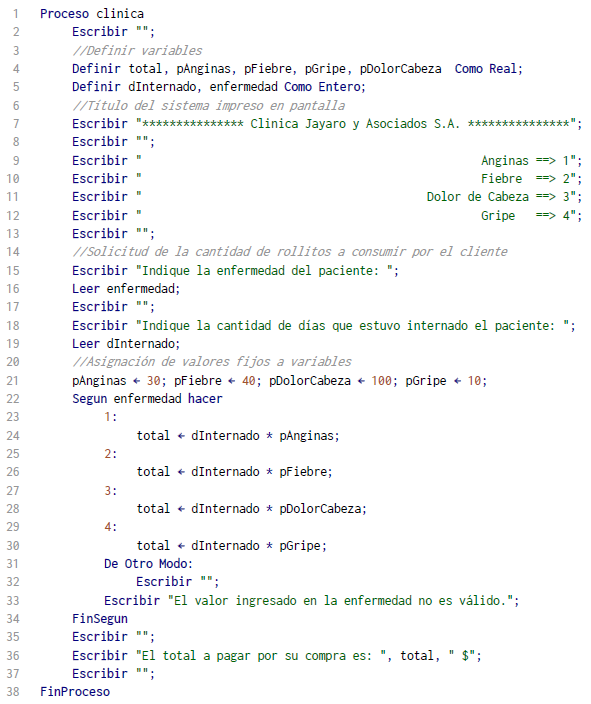 1 Proceso clinica
2 Escribir "";
3 //Definir variables
4 Definir total, pAnginas, pFiebre, pGripe, pDolorCabeza  Como Real;
5 Definir dInternado, enfermedad Como Entero;
6 //Título del sistema impreso en pantalla
7 Escribir "*************** Clinica Jayaro y Asociados S.A. ***************";
8 Escribir "";
9 Escribir "                                                  Anginas ==> 1";
10 Escribir "                                                  Fiebre  ==> 2";
11 Escribir "                                          Dolor de Cabeza ==> 3";
12 Escribir "                                                  Gripe   ==> 4";
13 Escribir "";
14 //Solicitud de la cantidad de rollitos a consumir por el cliente
15 Escribir "Indique la enfermedad del paciente: ";
16 Leer enfermedad;
17 Escribir "";
18 Escribir "Indique la cantidad de días que estuvo internado el paciente: ";
19 Leer dInternado;
20 //Asignación de valores fijos a variables
21 pAnginas ← 30; pFiebre ← 40; pDolorCabeza ← 100; pGripe ← 10;
22 Segun enfermedad hacer
23 1:
24 total ← dInternado * pAnginas;
25 2:
26 total ← dInternado * pFiebre;
27 3:
28 total ← dInternado * pDolorCabeza;
29 4:
30 total ← dInternado * pGripe;
31 De Otro Modo:
32 Escribir "";
33 Escribir "El valor ingresado en la enfermedad no es válido.";
34 FinSegun
35 Escribir "";
36 Escribir "El total a pagar por su compra es: ", total, " $";
37 Escribir "";
38 FinProceso